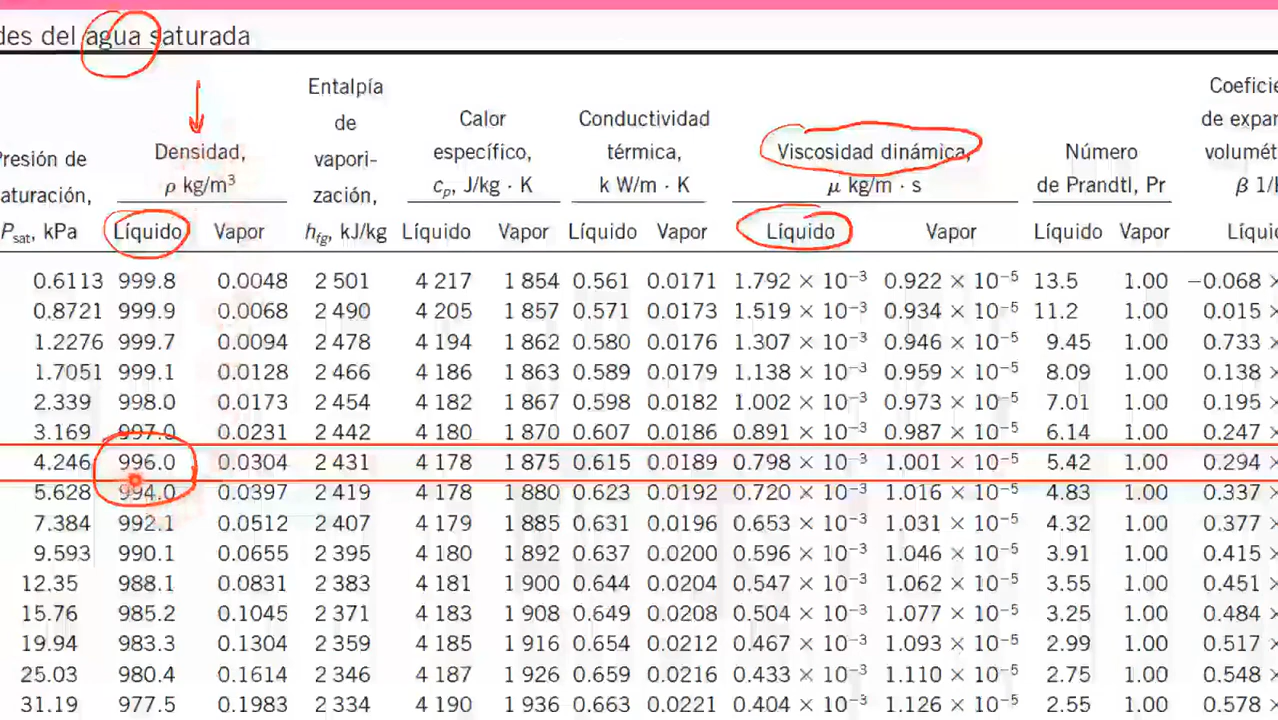 des del agua saturada
Entalpía Coeficie
de Calor Conductividad de expan
Presión de Densidad, vapori- específico, térmica, Viscosidad dinámica, Número volumét
aturación, ρ kg/m³ zación, cp, J/kg · K k W/m · K μ kg/m · s de Prandtl, Pr β 1/K
Psat, kPa Líquido Vapor hfg, kJ/kg Líquido Vapor Líquido Vapor Líquido Vapor Líquido Vapor Líquid
0.6113 999.8 0.0048 2 501 4 217 1 854 0.561 0.0171 1.792 × 10⁻³ 0.922 × 10⁻⁵ 13.5 1.00 −0.068 ×
0.8721 999.9 0.0068 2 490 4 205 1 857 0.571 0.0173 1.519 × 10⁻³ 0.934 × 10⁻⁵ 11.2 1.00 0.015 ×
1.2276 999.7 0.0094 2 478 4 194 1 862 0.580 0.0176 1.307 × 10⁻³ 0.946 × 10⁻⁵ 9.45 1.00 0.733 ×
1.7051 999.1 0.0128 2 466 4 186 1 863 0.589 0.0179 1.138 × 10⁻³ 0.959 × 10⁻⁵ 8.09 1.00 0.138 ×
2.339 998.0 0.0173 2 454 4 182 1 867 0.598 0.0182 1.002 × 10⁻³ 0.973 × 10⁻⁵ 7.01 1.00 0.195 ×
3.169 997.0 0.0231 2 442 4 180 1 870 0.607 0.0186 0.891 × 10⁻³ 0.987 × 10⁻⁵ 6.14 1.00 0.247 ×
4.246 996.0 0.0304 2 431 4 178 1 875 0.615 0.0189 0.798 × 10⁻³ 1.001 × 10⁻⁵ 5.42 1.00 0.294 ×
5.628 994.0 0.0397 2 419 4 178 1 880 0.623 0.0192 0.720 × 10⁻³ 1.016 × 10⁻⁵ 4.83 1.00 0.337 ×
7.384 992.1 0.0512 2 407 4 179 1 885 0.631 0.0196 0.653 × 10⁻³ 1.031 × 10⁻⁵ 4.32 1.00 0.377 ×
9.593 990.1 0.0655 2 395 4 180 1 892 0.637 0.0200 0.596 × 10⁻³ 1.046 × 10⁻⁵ 3.91 1.00 0.415 ×
12.35 988.1 0.0831 2 383 4 181 1 900 0.644 0.0204 0.547 × 10⁻³ 1.062 × 10⁻⁵ 3.55 1.00 0.451 ×
15.76 985.2 0.1045 2 371 4 183 1 908 0.649 0.0208 0.504 × 10⁻³ 1.077 × 10⁻⁵ 3.25 1.00 0.484 ×
19.94 983.3 0.1304 2 359 4 185 1 916 0.654 0.0212 0.467 × 10⁻³ 1.093 × 10⁻⁵ 2.99 1.00 0.517 ×
25.03 980.4 0.1614 2 346 4 187 1 926 0.659 0.0216 0.433 × 10⁻³ 1.110 × 10⁻⁵ 2.75 1.00 0.548 ×
31.19 977.5 0.1983 2 334 4 190 1 936 0.663 0.0221 0.404 × 10⁻³ 1.126 × 10⁻⁵ 2.55 1.00 0.578 ×